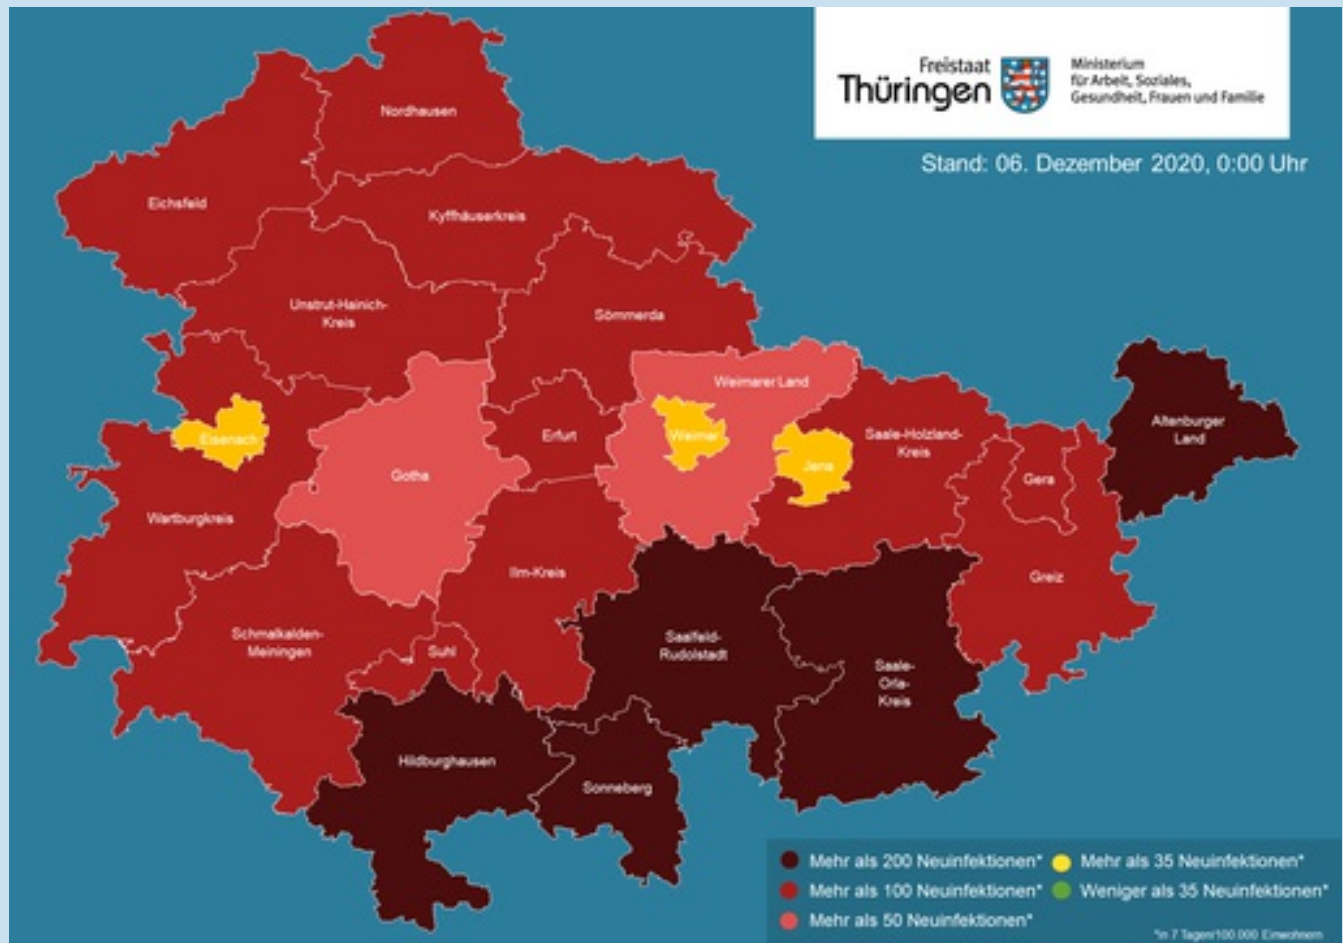 Freistaat
Thüringen
Ministerium
für Arbeit, Soziales,
Gesundheit, Frauen und Familie
Stand: 06. Dezember 2020, 0:00 Uhr
Nordhausen
Eichsfeld
Kyffhäuserkreis
Unstrut-Hainich-
Kreis
Sömmerda
Weimarer Land
Eisenach
Erfurt
Weimar
Saale-Holzland-
Kreis
Altenburger
Land
Gotha
Jena
Gera
Wartburgkreis
Ilm-Kreis
Greiz
Schmalkalden-
Meiningen
Suhl
Saalfeld-
Rudolstadt
Saale-
Orla-
Kreis
Hildburghausen
Sonneberg
Mehr als 200 Neuinfektionen*
Mehr als 35 Neuinfektionen*
Mehr als 100 Neuinfektionen*
Weniger als 35 Neuinfektionen*
Mehr als 50 Neuinfektionen*
*in 7 Tagen/100.000 Einwohnern